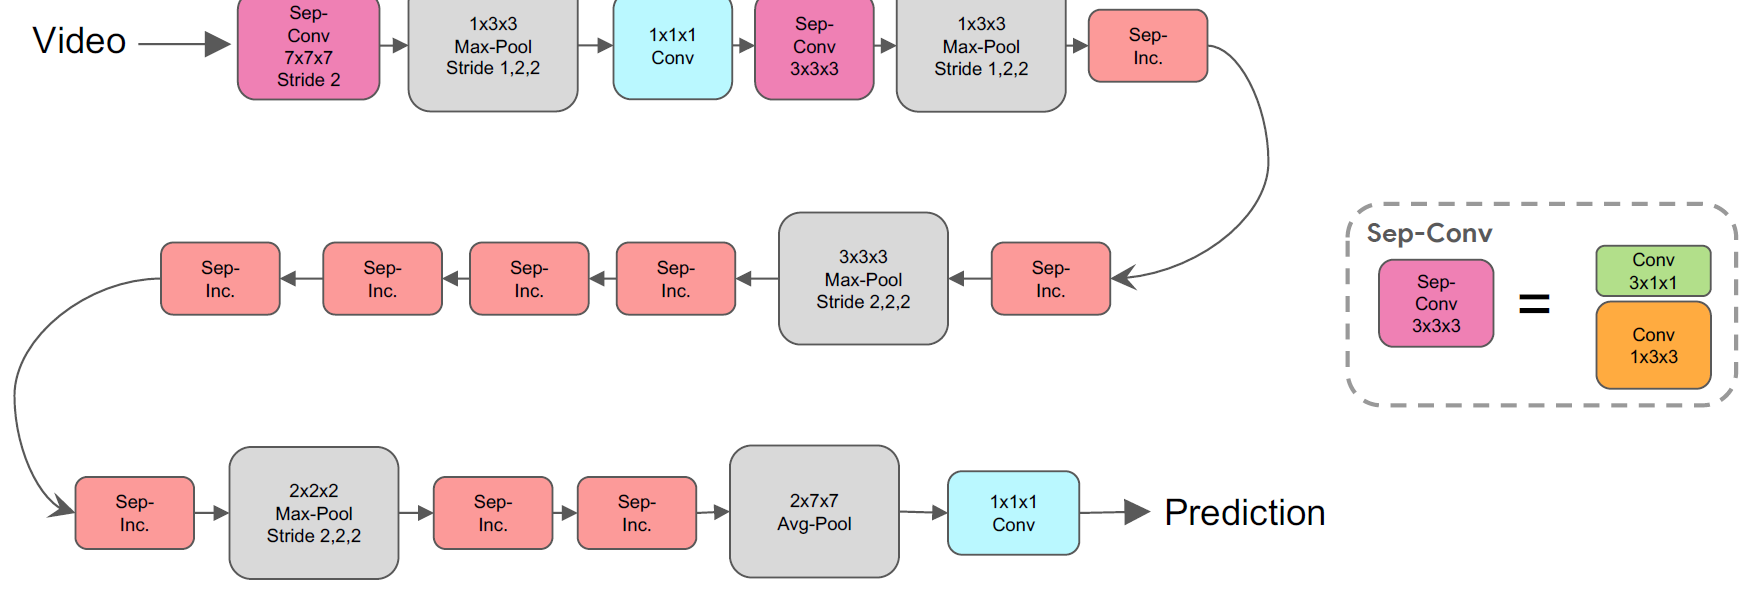 Video
Sep-
Conv
7x7x7
Stride 2
1x3x3
Max-Pool
Stride 1,2,2
1x1x1
Conv
Sep-
Conv
3x3x3
1x3x3
Max-Pool
Stride 1,2,2
Sep-
Inc.
Sep-
Inc.
3x3x3
Max-Pool
Stride 2,2,2
Sep-
Inc.
Sep-
Inc.
Sep-
Inc.
Sep-
Inc.
Sep-
Inc.
2x2x2
Max-Pool
Stride 2,2,2
Sep-
Inc.
Sep-
Inc.
2x7x7
Avg-Pool
1x1x1
Conv
Prediction
Sep-Conv
Sep-
Conv
3x3x3
=
Conv
3x1x1
Conv
1x3x3